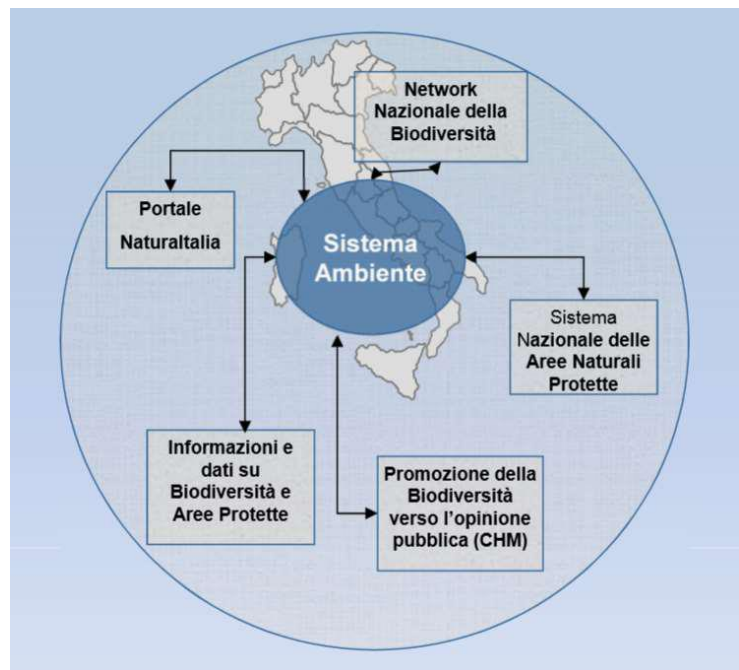 Network
Nazionale della
Biodiversità
Portale
NaturaItalia
Sistema
Ambiente
Sistema
Nazionale delle
Aree Naturali
Protette
Informazioni e
dati su
Biodiversità e
Aree Protette
Promozione della
Biodiversità
verso l'opinione
pubblica (CHM)